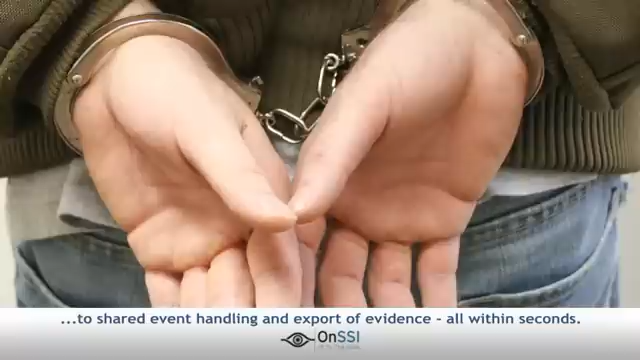 ...to shared event handling and export of evidence - all within seconds.
OnSSI